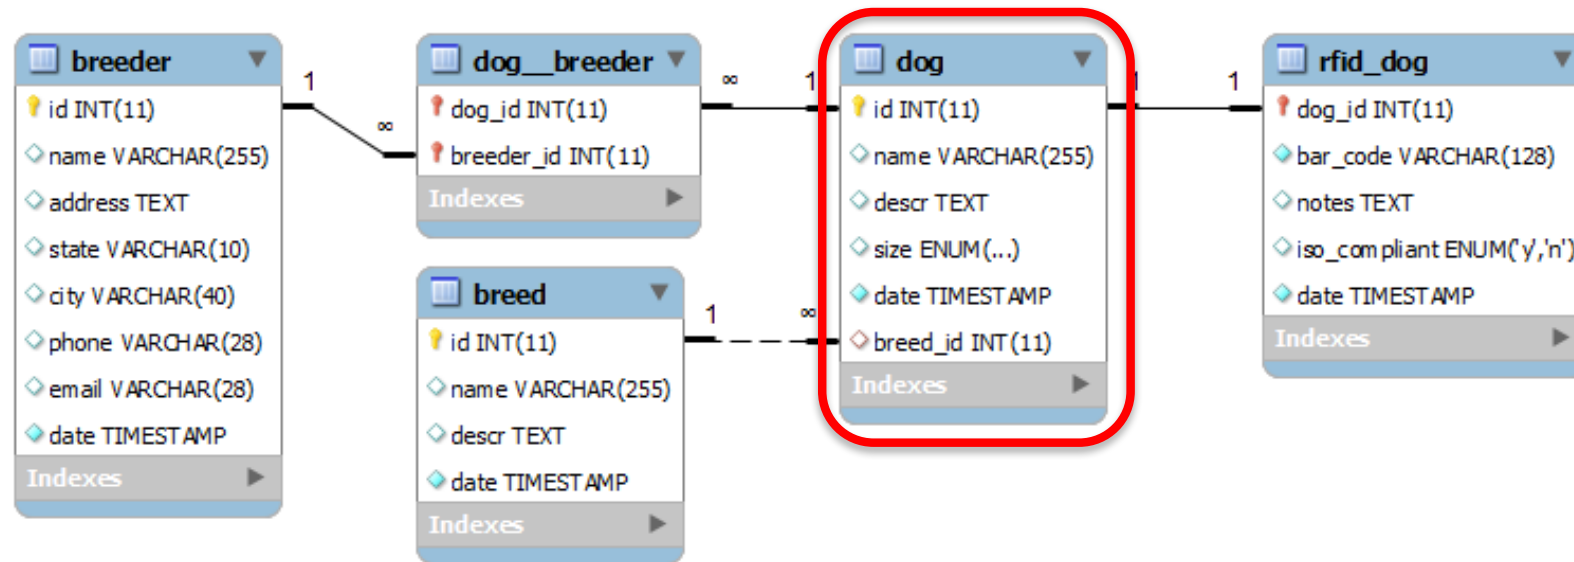 breeder
id INT(11)
name VARCHAR(255)
address TEXT
state VARCHAR(10)
city VARCHAR(40)
phone VARCHAR(28)
email VARCHAR(28)
date TIMESTAMP
Indexes
1
∞
dog__breeder
dog_id INT(11)
breeder_id INT(11)
Indexes
∞
1
breed
id INT(11)
name VARCHAR(255)
descr TEXT
date TIMESTAMP
Indexes
1
∞
dog
id INT(11)
name VARCHAR(255)
descr TEXT
size ENUM(...)
date TIMESTAMP
breed_id INT(11)
Indexes
1
1
rfid_dog
dog_id INT(11)
bar_code VARCHAR(128)
notes TEXT
iso_compliant ENUM('y','n')
date TIMESTAMP
Indexes